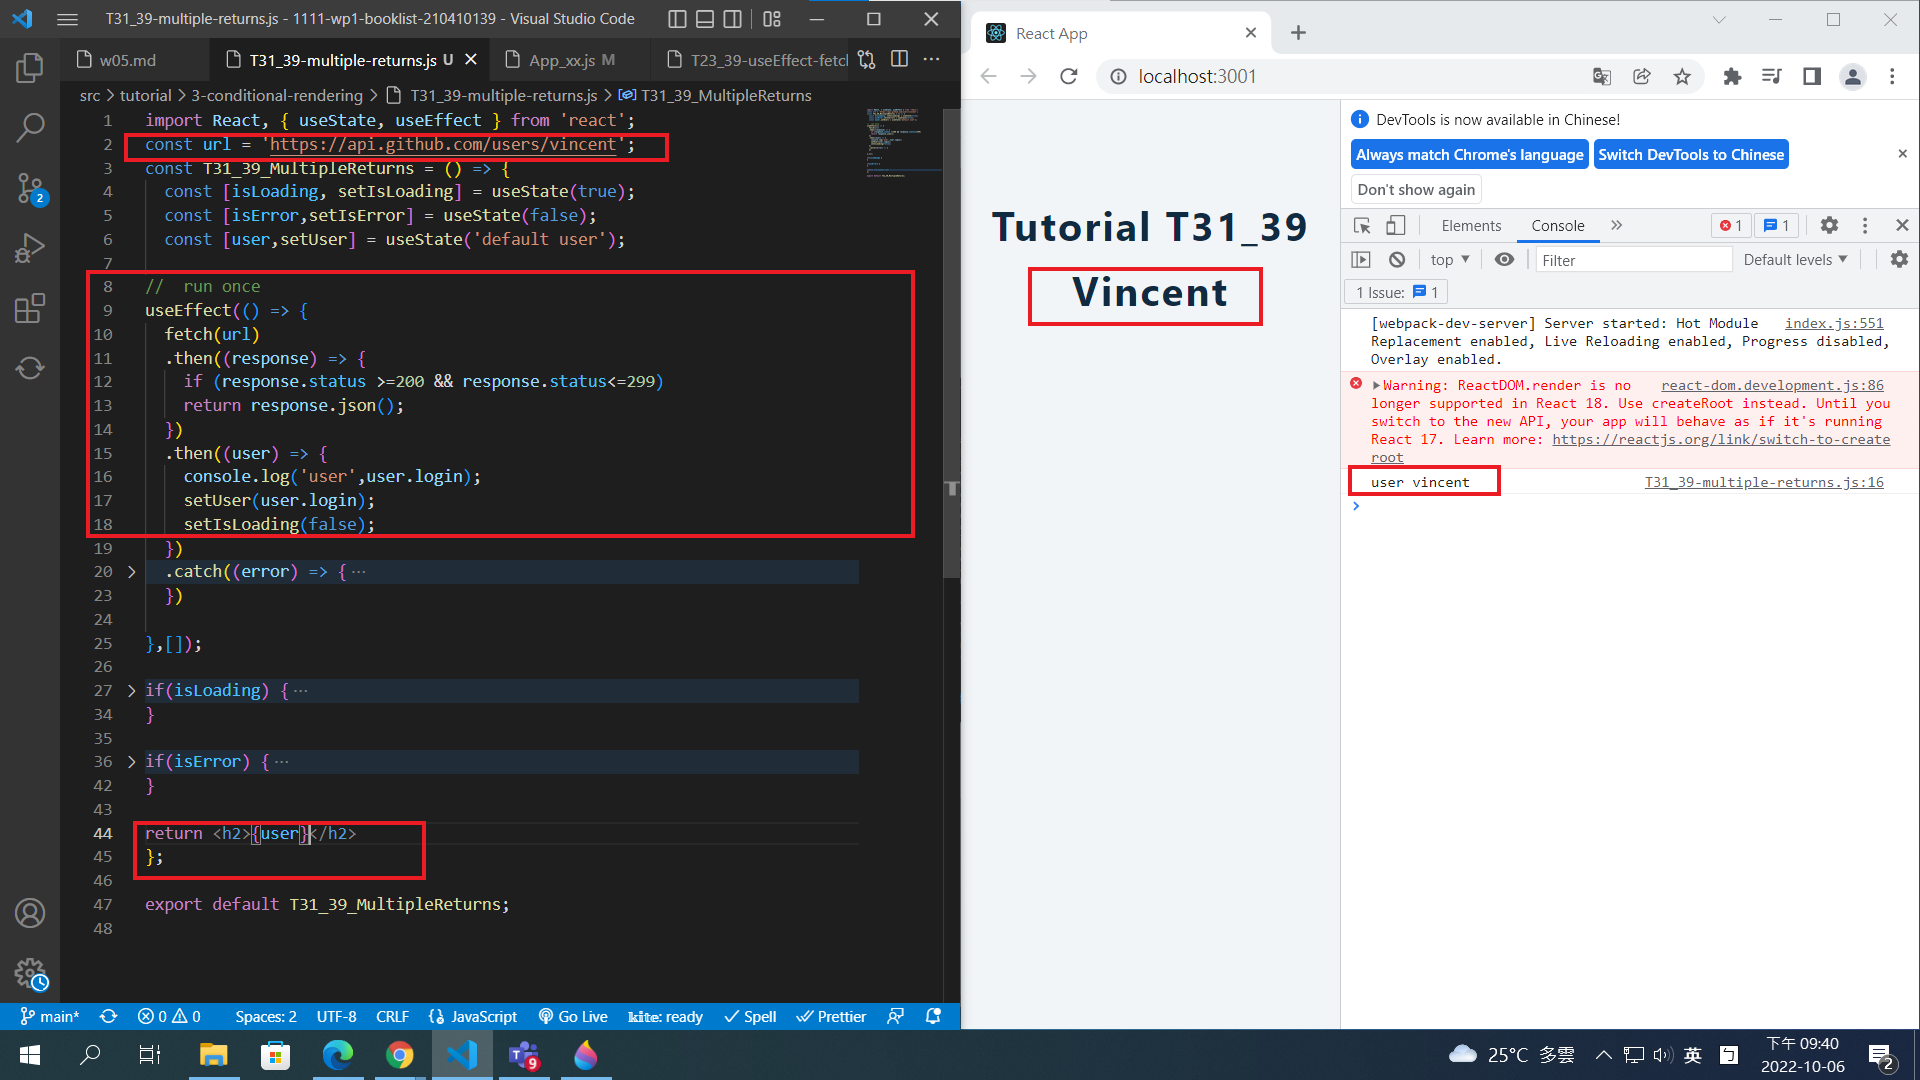 T31_39-multiple-returns.js - 1111-wp1-booklist-210410139 - Visual Studio Code
w05.md
T31_39-multiple-returns.js U
App_xx.js M
T23_39-useEffect-fetch
src > tutorial > 3-conditional-rendering > T31_39-multiple-returns.js > T31_39_MultipleReturns
1 import React, { useState, useEffect } from 'react';
2 const url = 'https://api.github.com/users/vincent';
3 const T31_39_MultipleReturns = () => {
4 const [isLoading, setIsLoading] = useState(true);
5 const [isError,setIsError] = useState(false);
6 const [user,setUser] = useState('default user');
7
8 // run once
9 useEffect(() => {
10 fetch(url)
11 .then((response) => {
12 if (response.status >=200 && response.status<=299)
13 return response.json();
14 })
15 .then((user) => {
16 console.log('user',user.login);
17 setUser(user.login);
18 setIsLoading(false);
19 })
20 > .catch((error) => { ...
23 })
24
25 },[]);
26
27 > if(isLoading) { ...
34 }
35
36 > if(isError) { ...
42 }
43
44 return <h2>{user}</h2>
45 };
46
47 export default T31_39_MultipleReturns;
48
2
main*
0 0
Spaces: 2
UTF-8
CRLF
JavaScript
Go Live
kite: ready
Spell
Prettier
React App
localhost:3001
Tutorial T31_39
Vincent
DevTools is now available in Chinese!
Always match Chrome's language
Switch DevTools to Chinese
Don't show again
Elements
Console
1
1
top
Filter
Default levels
1 Issue: 1
[webpack-dev-server] Server started: Hot Module index.js:551
Replacement enabled, Live Reloading enabled, Progress disabled,
Overlay enabled.
Warning: ReactDOM.render is no react-dom.development.js:86
longer supported in React 18. Use createRoot instead. Until you
switch to the new API, your app will behave as if it's running
React 17. Learn more: https://reactjs.org/link/switch-to-create
root
user vincent T31_39-multiple-returns.js:16
9
25°C 多雲
英
下午 09:40
2022-10-06
2